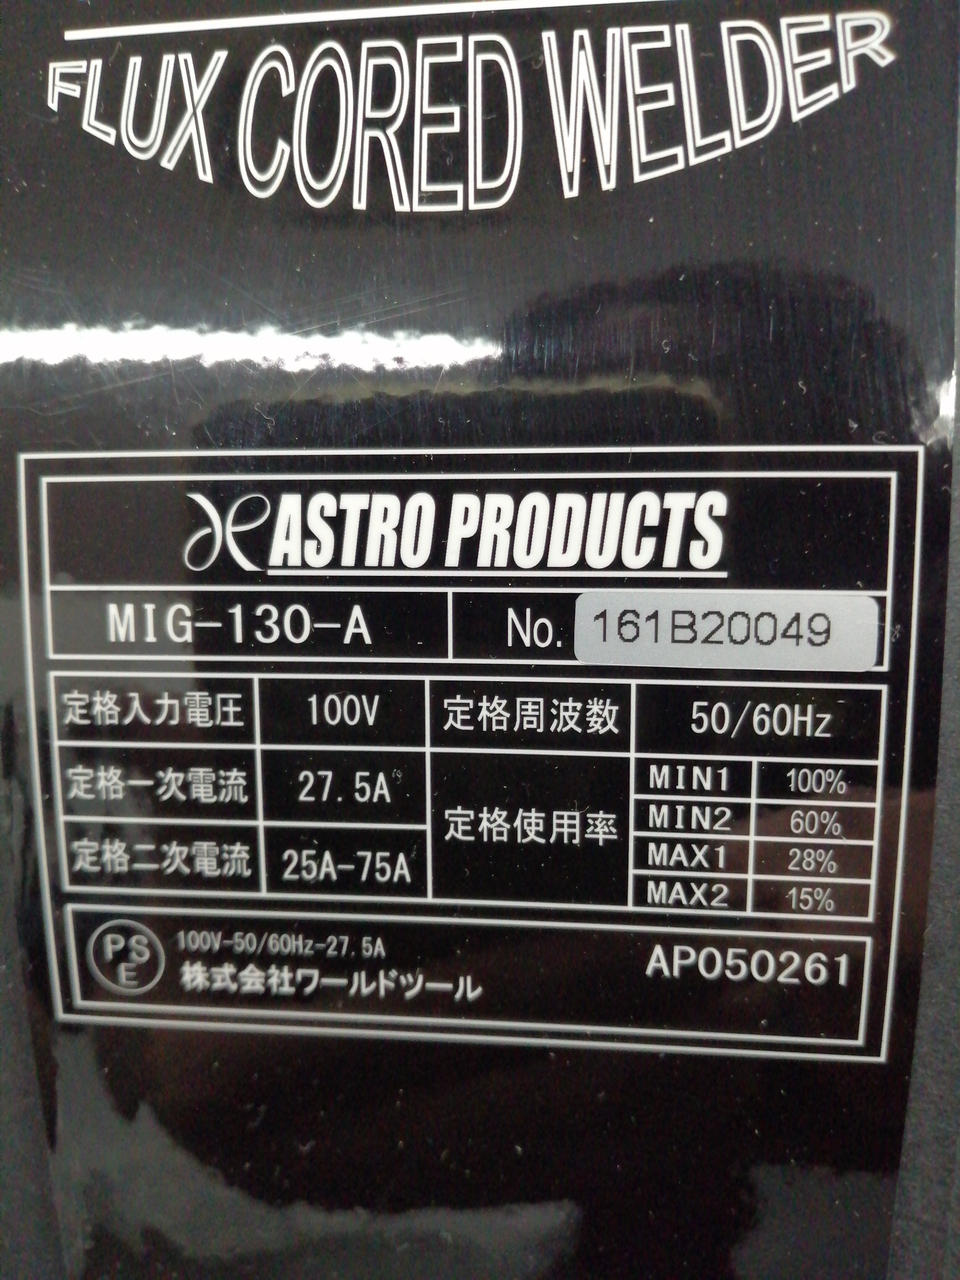 FLUX CORED WELDER
ASTRO PRODUCTS
MIG-130-A No. 161B20049
定格入力電圧 100V 定格周波数 50/60Hz
定格一次電流 27.5A 定格使用率 MIN1 100%
MIN2 60%
定格二次電流 25A-75A MAX1 28%
MAX2 15%
PSE 100V-50/60Hz-27.5A
株式会社ワールドツール AP050261